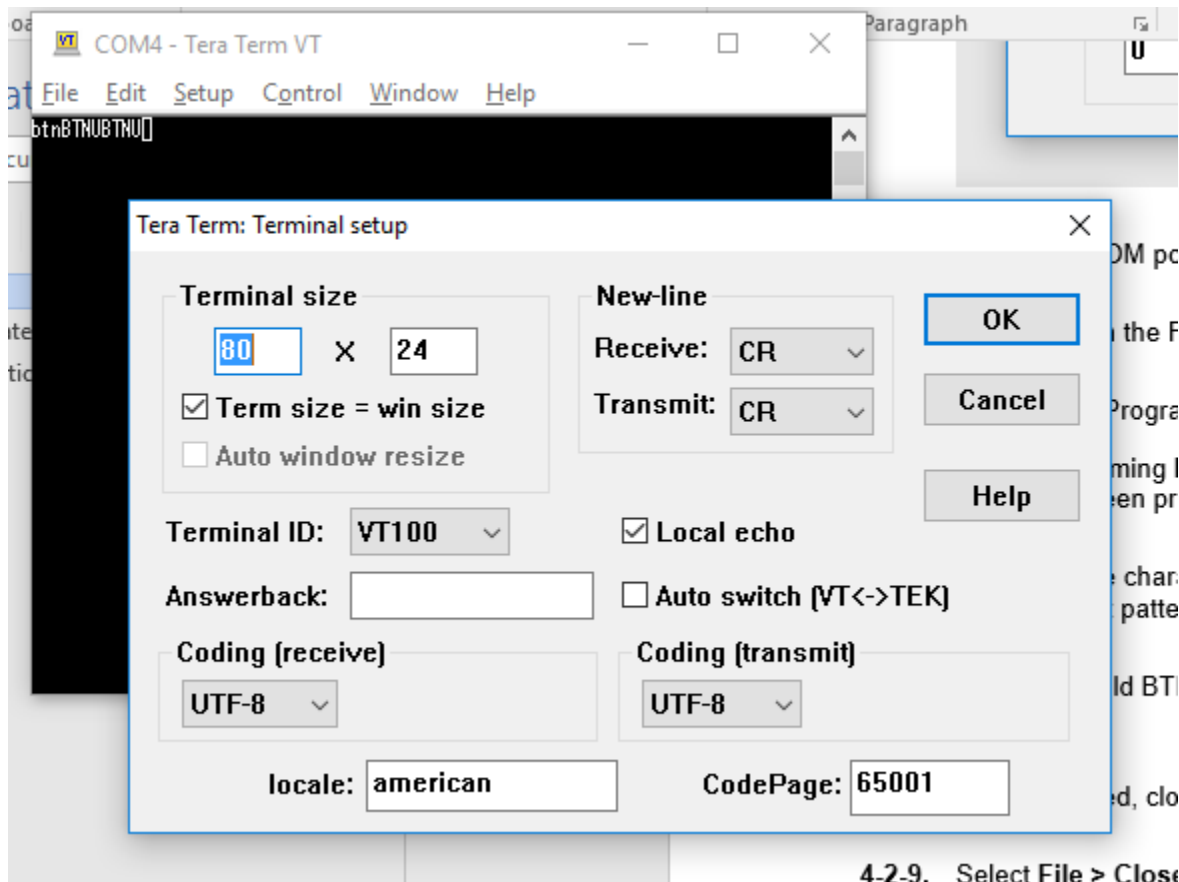 Paragraph
COM4 - Tera Term VT
File Edit Setup Control Window Help
btnBTNUBTNU
Tera Term: Terminal setup
Terminal size
80 X 24
Term size = win size
Auto window resize
New-line
Receive: CR
Transmit: CR
OK
Cancel
Help
Terminal ID: VT100
Local echo
Answerback:
Auto switch (VT<->TEK)
Coding (receive)
UTF-8
Coding (transmit)
UTF-8
locale: american
CodePage: 65001
the
4-2-9. Select File > Close